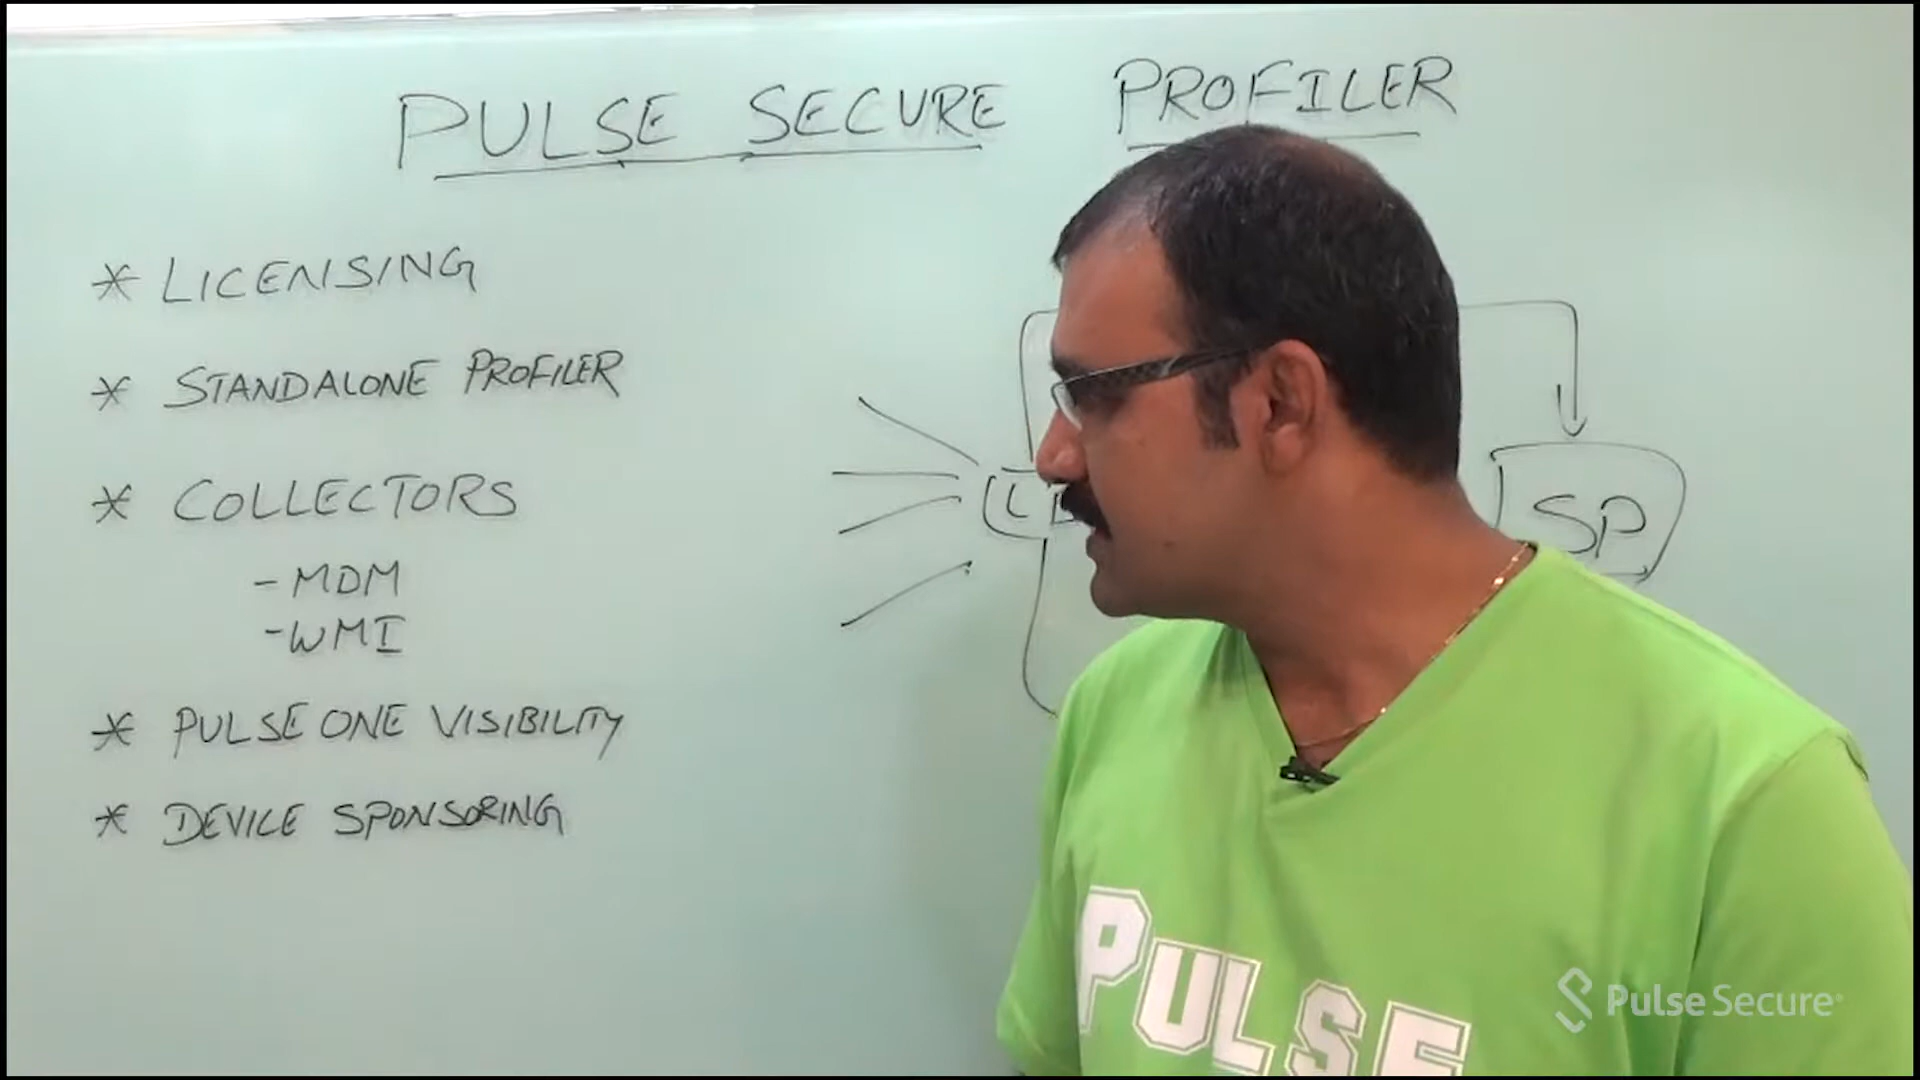 PULSE SECURE PROFILER
* LICENSING
* STANDALONE PROFILER
* COLLECTORS
- MDM
- WMI
* PULSE ONE VISIBILITY
* DEVICE SPONSORING
SP
PULSE
Pulse Secure